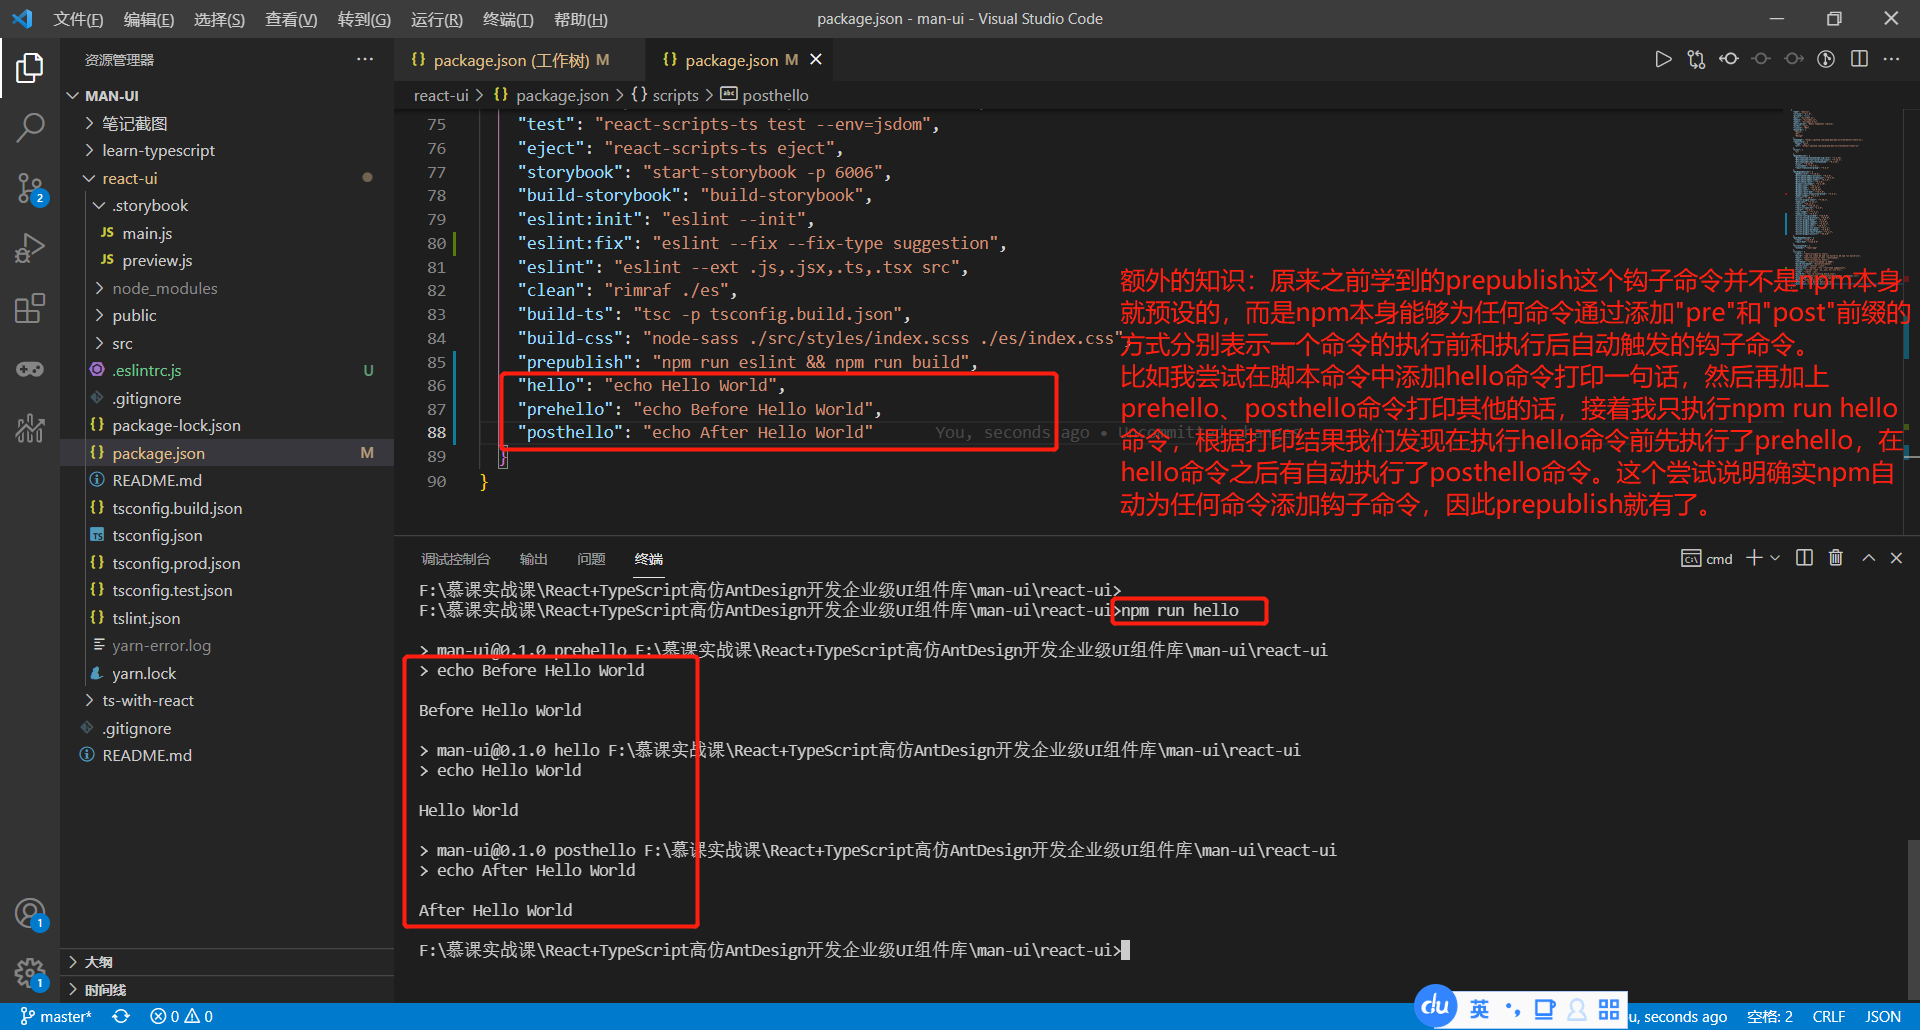 文件(F) 编辑(E) 选择(S) 查看(V) 转到(G) 运行(R) 终端(T) 帮助(H)
package.json - man-ui - Visual Studio Code
资源管理器
MAN-UI
笔记截图
learn-typescript
react-ui
.storybook
JS main.js
JS preview.js
node_modules
public
src
.eslintrc.js U
.gitignore
{} package-lock.json
{} package.json M
README.md
{} tsconfig.build.json
TS tsconfig.json
{} tsconfig.prod.json
{} tsconfig.test.json
{} tslint.json
yarn-error.log
yarn.lock
ts-with-react
.gitignore
README.md
大纲
时间线
2
1
1
{} package.json (工作树) M
{} package.json M
react-ui > {} package.json > {} scripts > abc posthello
75 "test": "react-scripts-ts test --env=jsdom",
76 "eject": "react-scripts-ts eject",
77 "storybook": "start-storybook -p 6006",
78 "build-storybook": "build-storybook",
79 "eslint:init": "eslint --init",
80 "eslint:fix": "eslint --fix --fix-type suggestion",
81 "eslint": "eslint --ext .js,.jsx,.ts,.tsx src",
82 "clean": "rimraf ./es",
83 "build-ts": "tsc -p tsconfig.build.json",
84 "build-css": "node-sass ./src/styles/index.scss ./es/index.css",
85 "prepublish": "npm run eslint && npm run build",
86 "hello": "echo Hello World",
87 "prehello": "echo Before Hello World",
88 "posthello": "echo After Hello World" You, seconds ago • Uncommitted changes
89 }
90 }
额外的知识：原来之前学到的prepublish这个钩子命令并不是npm本身
就预设的，而是npm本身能够为任何命令通过添加"pre"和"post"前缀的
方式分别表示一个命令的执行前和执行后自动触发的钩子命令。
比如我尝试在脚本命令中添加hello命令打印一句话，然后再加上
prehello、posthello命令打印其他的话，接着我只执行npm run hello
命令，根据打印结果我们发现在执行hello命令前先执行了prehello，在
hello命令之后有自动执行了posthello命令。这个尝试说明确实npm自
动为任何命令添加钩子命令，因此prepublish就有了。
调试控制台 输出 问题 终端
cmd
F:\慕课实战课\React+TypeScript高仿AntDesign开发企业级UI组件库\man-ui\react-ui>
F:\慕课实战课\React+TypeScript高仿AntDesign开发企业级UI组件库\man-ui\react-ui>npm run hello
> man-ui@0.1.0 prehello F:\慕课实战课\React+TypeScript高仿AntDesign开发企业级UI组件库\man-ui\react-ui
> echo Before Hello World
Before Hello World
> man-ui@0.1.0 hello F:\慕课实战课\React+TypeScript高仿AntDesign开发企业级UI组件库\man-ui\react-ui
> echo Hello World
Hello World
> man-ui@0.1.0 posthello F:\慕课实战课\React+TypeScript高仿AntDesign开发企业级UI组件库\man-ui\react-ui
> echo After Hello World
After Hello World
F:\慕课实战课\React+TypeScript高仿AntDesign开发企业级UI组件库\man-ui\react-ui>
master* 0 0
du 英
u, seconds ago 空格: 2 CRLF JSON